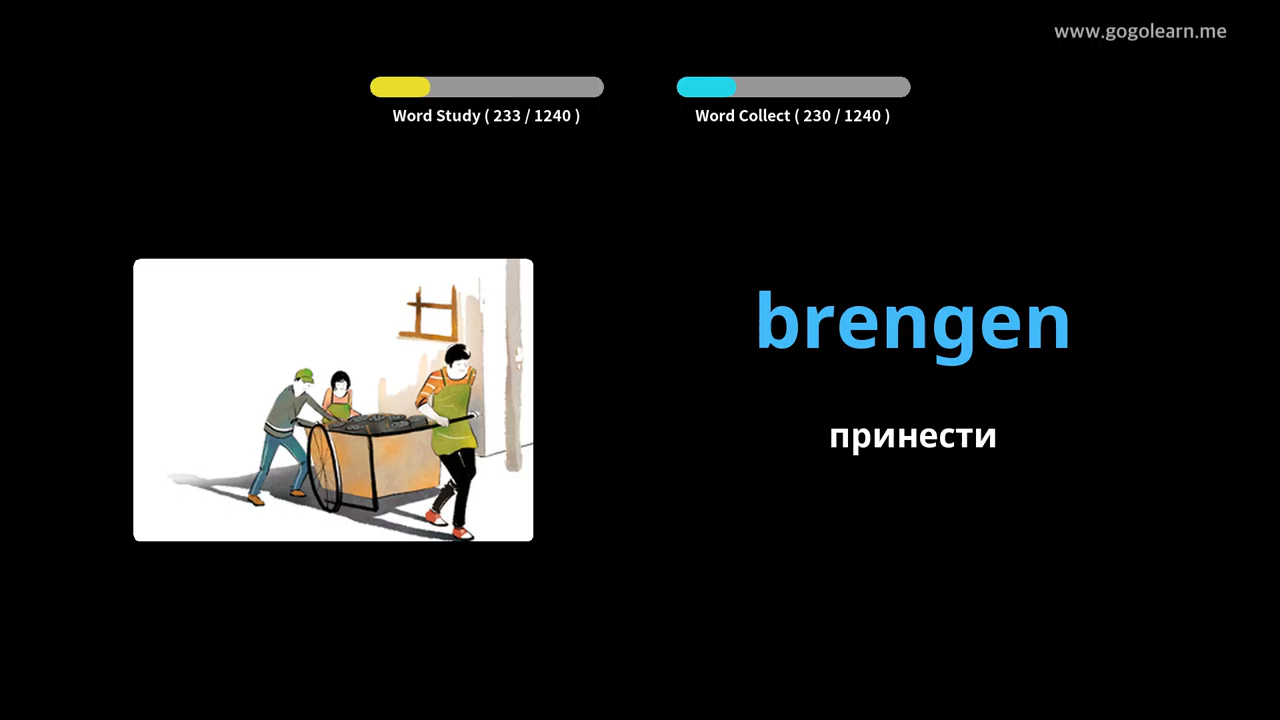 www.gogolearn.me
Word Study ( 233 / 1240 )
Word Collect ( 230 / 1240 )
brengen
принести